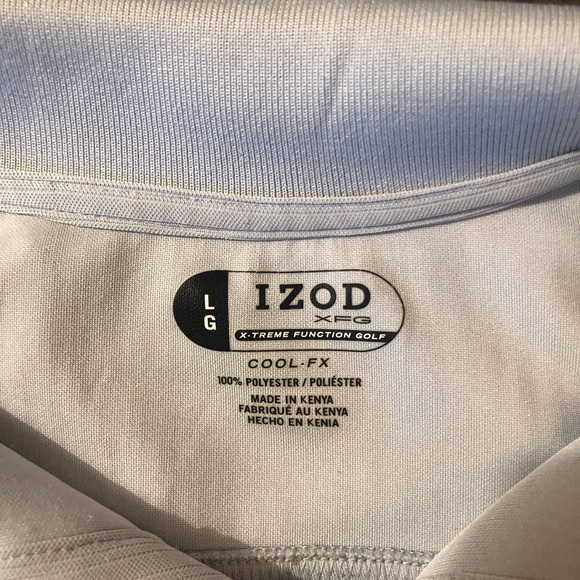 L
G
IZOD
XFG
X-TREME FUNCTION GOLF
COOL-FX
100% POLYESTER / POLIÉSTER
MADE IN KENYA
FABRIQUÉ AU KENYA
HECHO EN KENIA